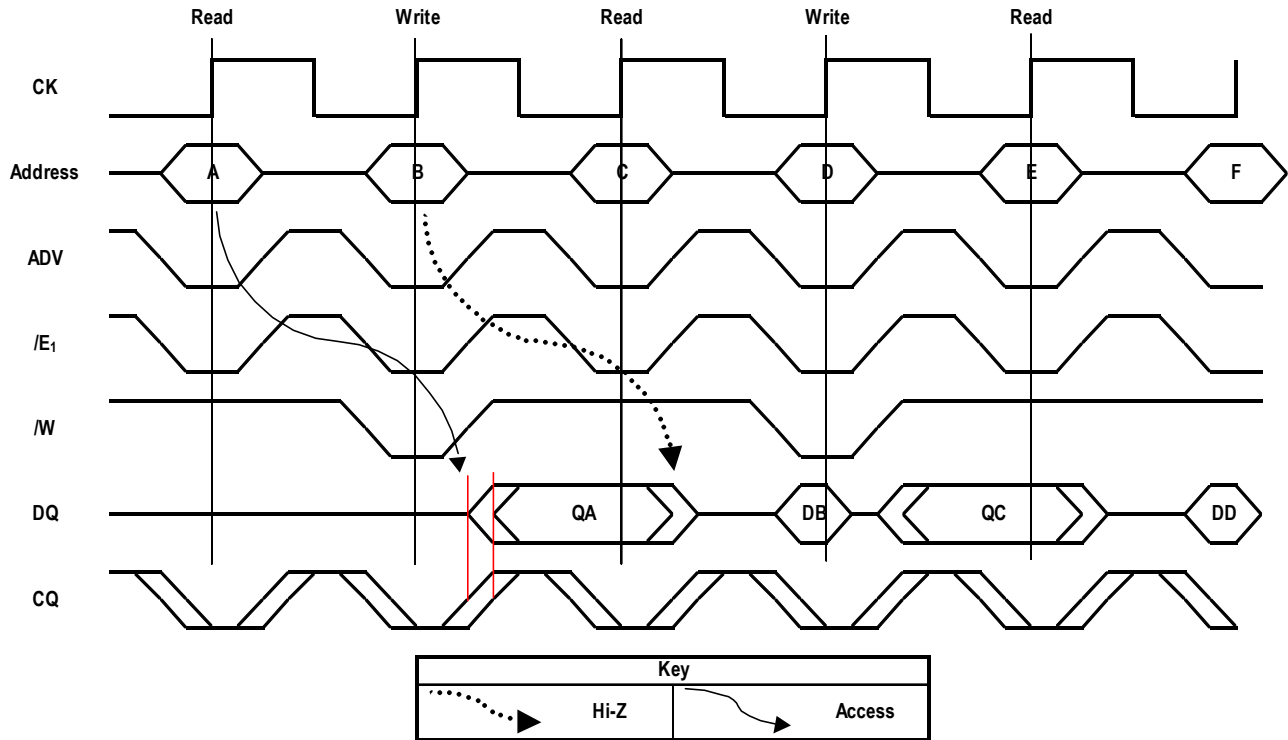 Read Write Read Write Read
CK
Address A B C D E F
ADV
/E1
/W
DQ QA DB QC DD
CQ
Key
Hi-Z Access